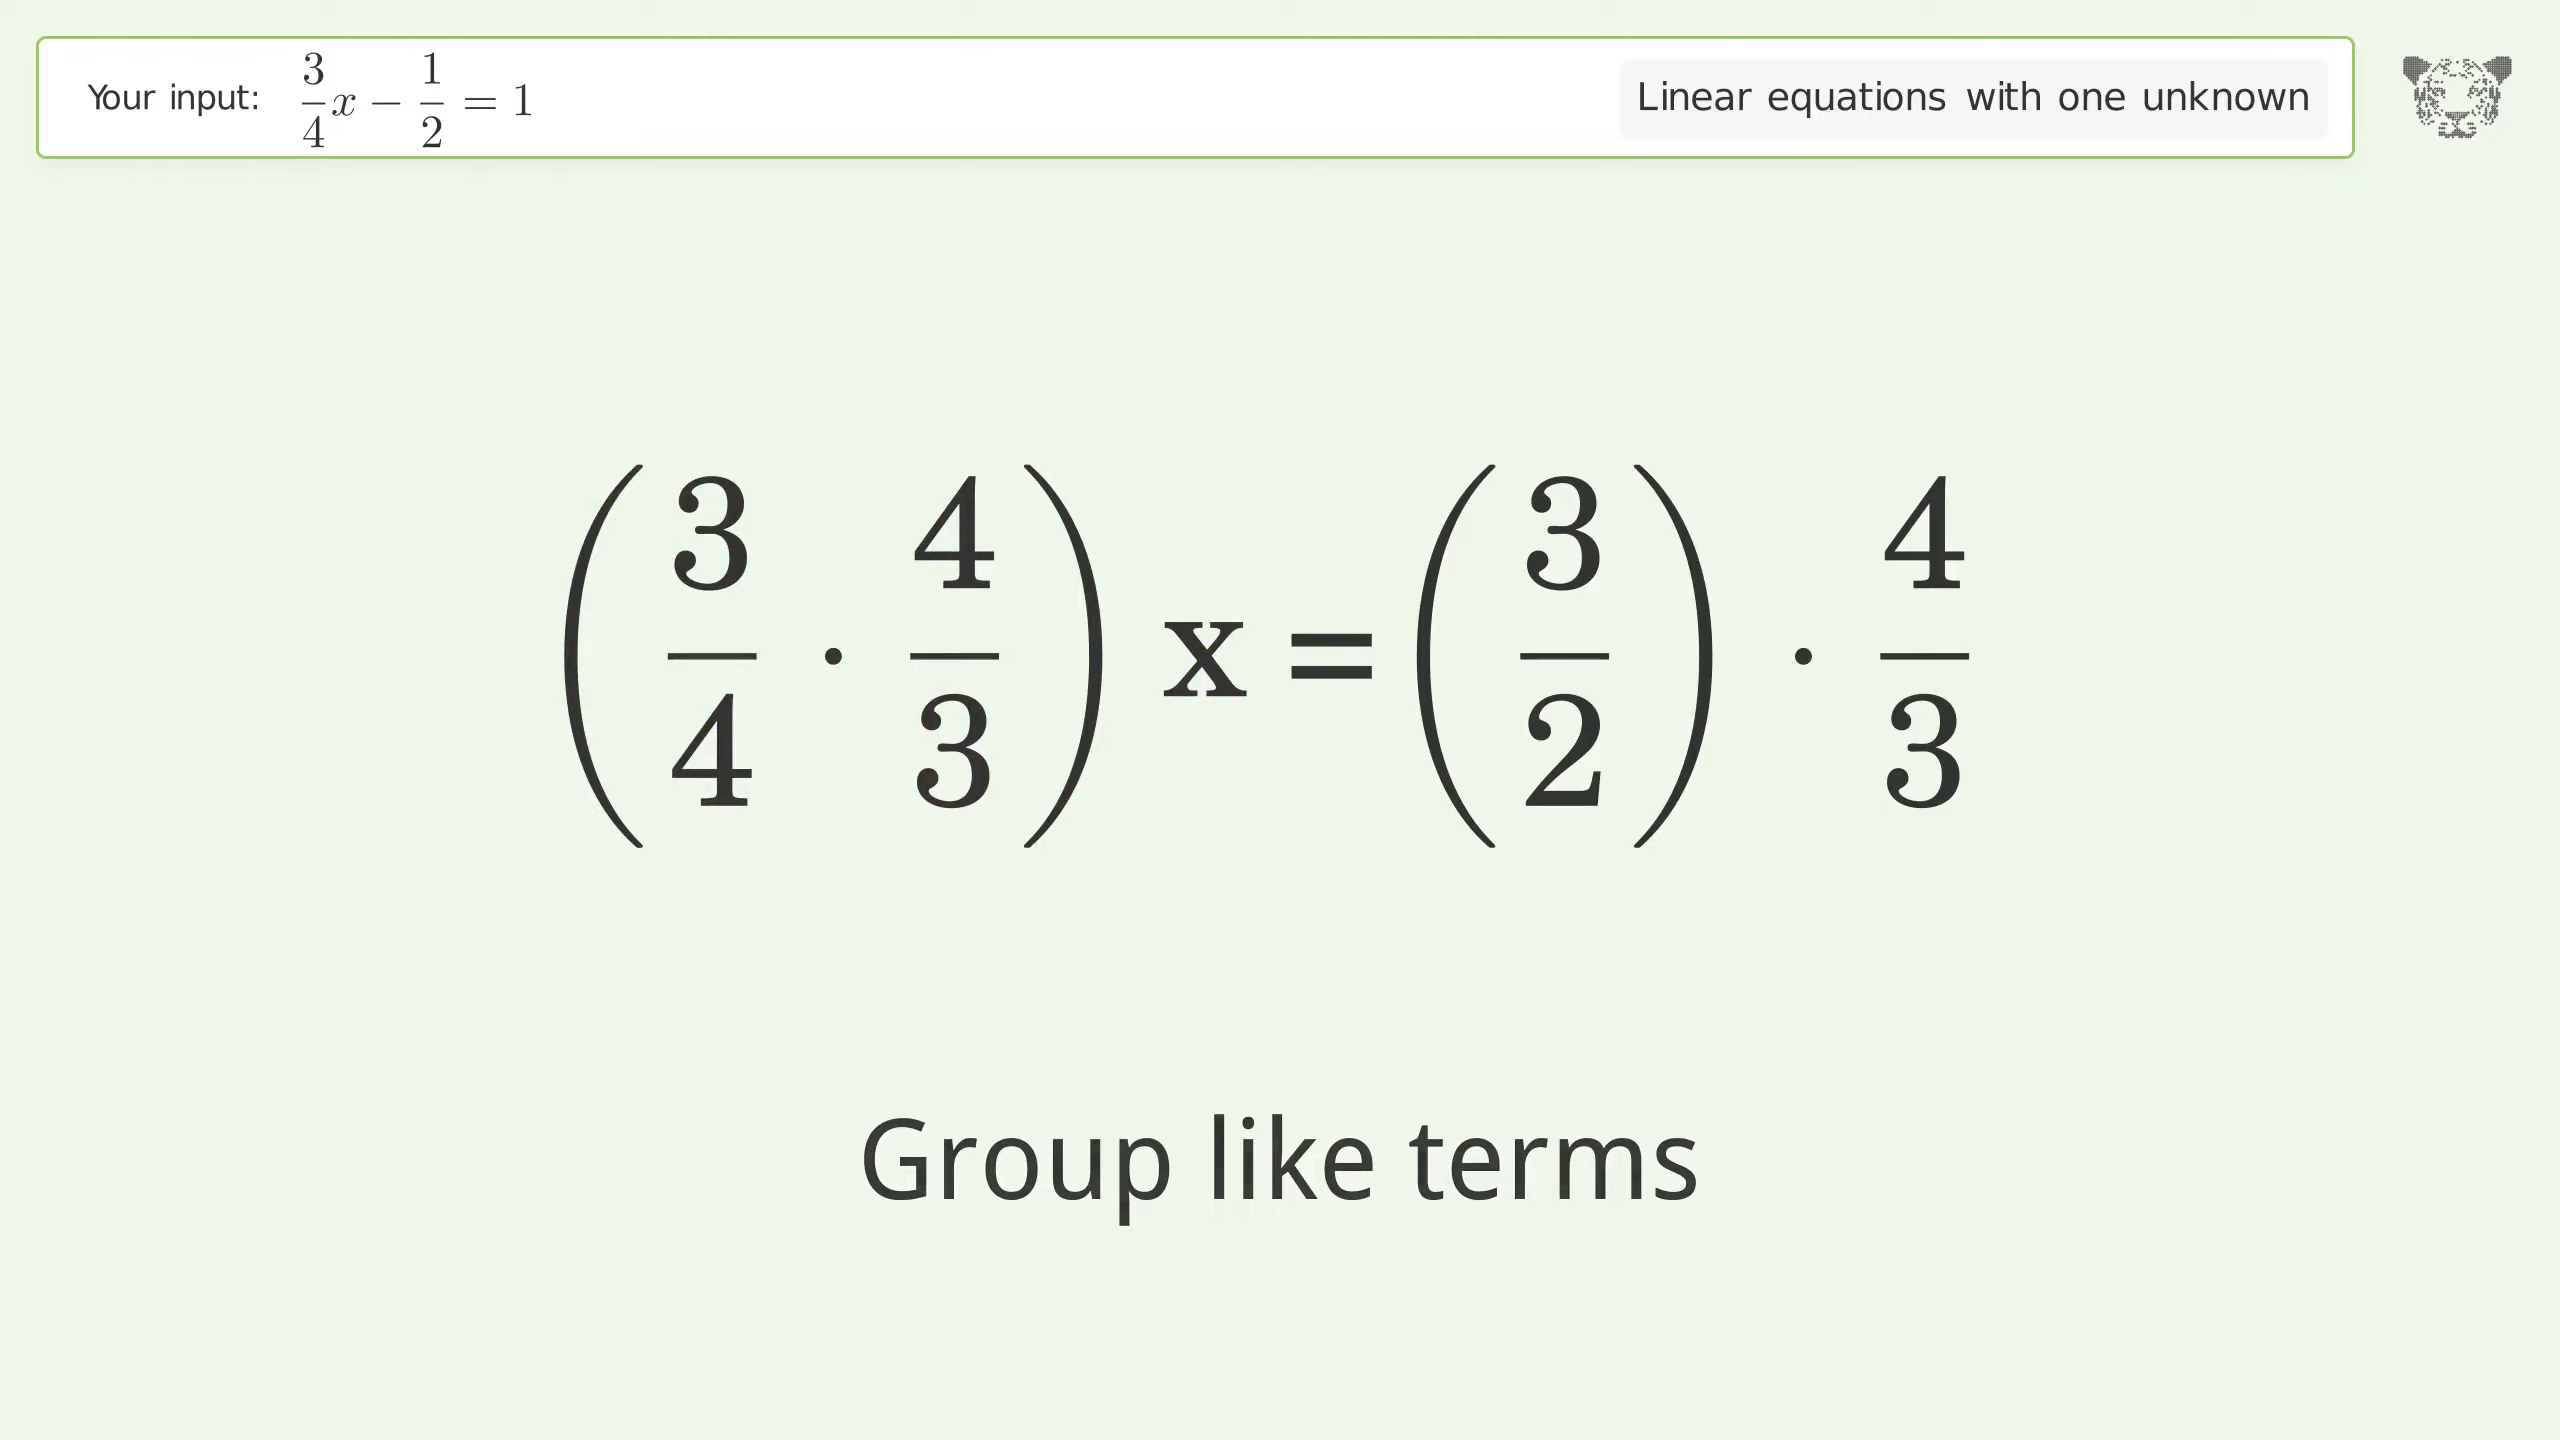 Your input: 3/4 x − 1/2 = 1
Linear equations with one unknown
(3/4 · 4/3) x = (3/2) · 4/3
Group like terms